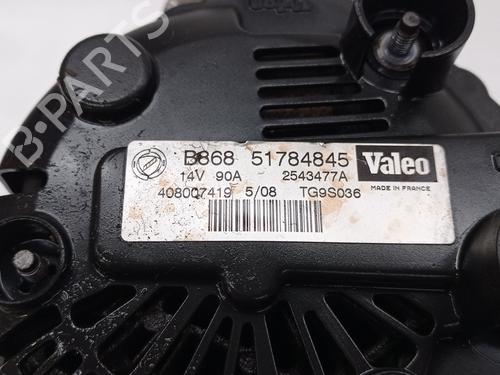 B868 51784845 Valeo
14V 90A 2543477A MADE IN FRANCE
408007419 5/08 TG9S036
B-PARTS